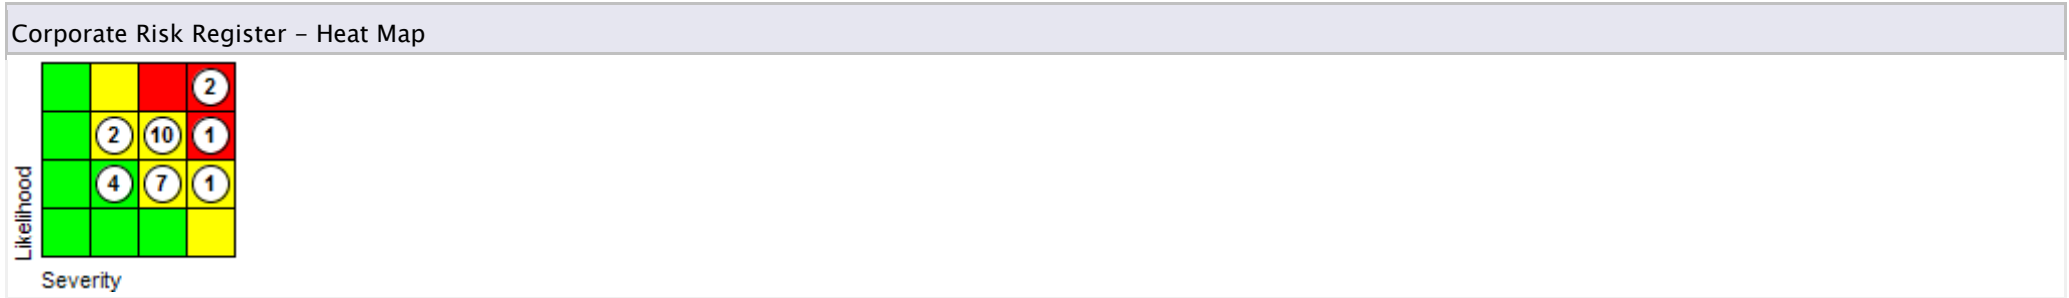 Corporate Risk Register – Heat Map
2
2 10 1
4 7 1
Likelihood
Severity